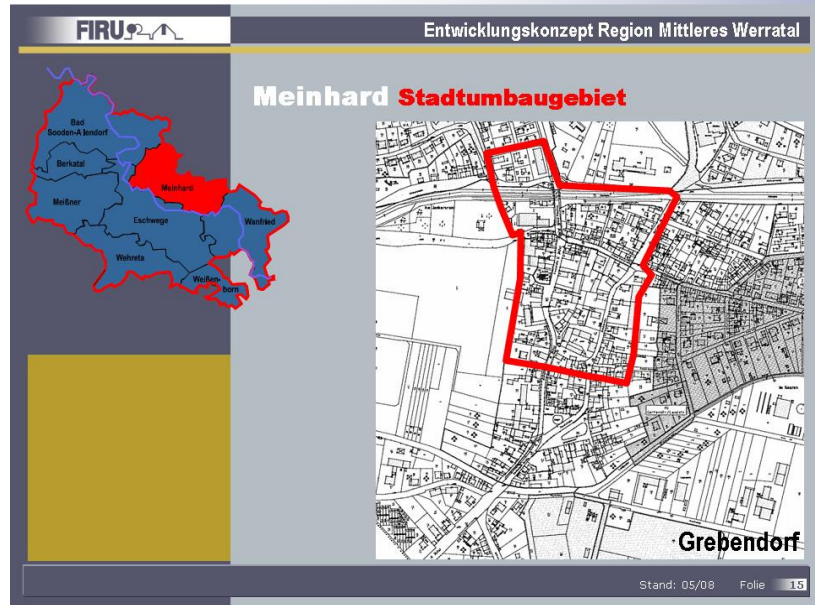 FIRU
Entwicklungskonzept Region Mittleres Werratal
Meinhard Stadtumbaugebiet
Bad
Sooden-Allendorf
Berkatal
Meinhard
Meißner
Eschwege
Wanfried
Wehreta
Weißen-
born
Grebendorf
Stand: 05/08 Folie 15